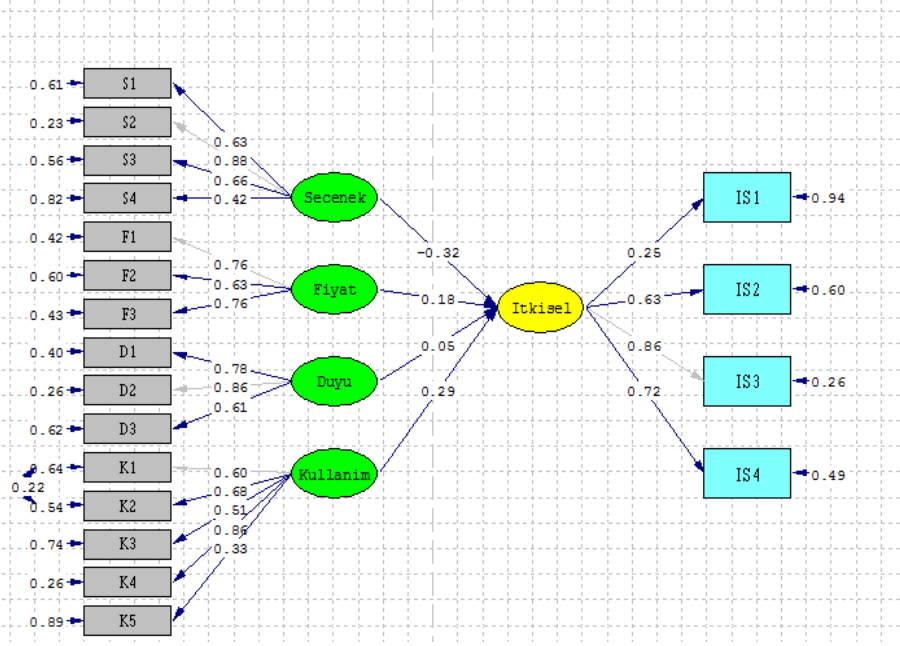 0.61 S1
0.23 S2
0.63
0.56 S3
0.88
0.66
0.82 S4
0.42
Secenek
IS1
0.94
0.42 F1
-0.32
0.25
0.76
0.60 F2
0.63
0.76
Fiyat
0.18
0.63
IS2
0.60
0.43 F3
Itkisel
0.40 D1
0.05
0.86
0.78
0.26 D2
0.86
0.61
Duyu
0.29
0.72
IS3
0.26
0.62 D3
0.64 K1
0.60
Kullanim
IS4
0.49
0.22
0.68
0.54 K2
0.51
0.86
0.33
0.74 K3
0.26 K4
0.89 K5